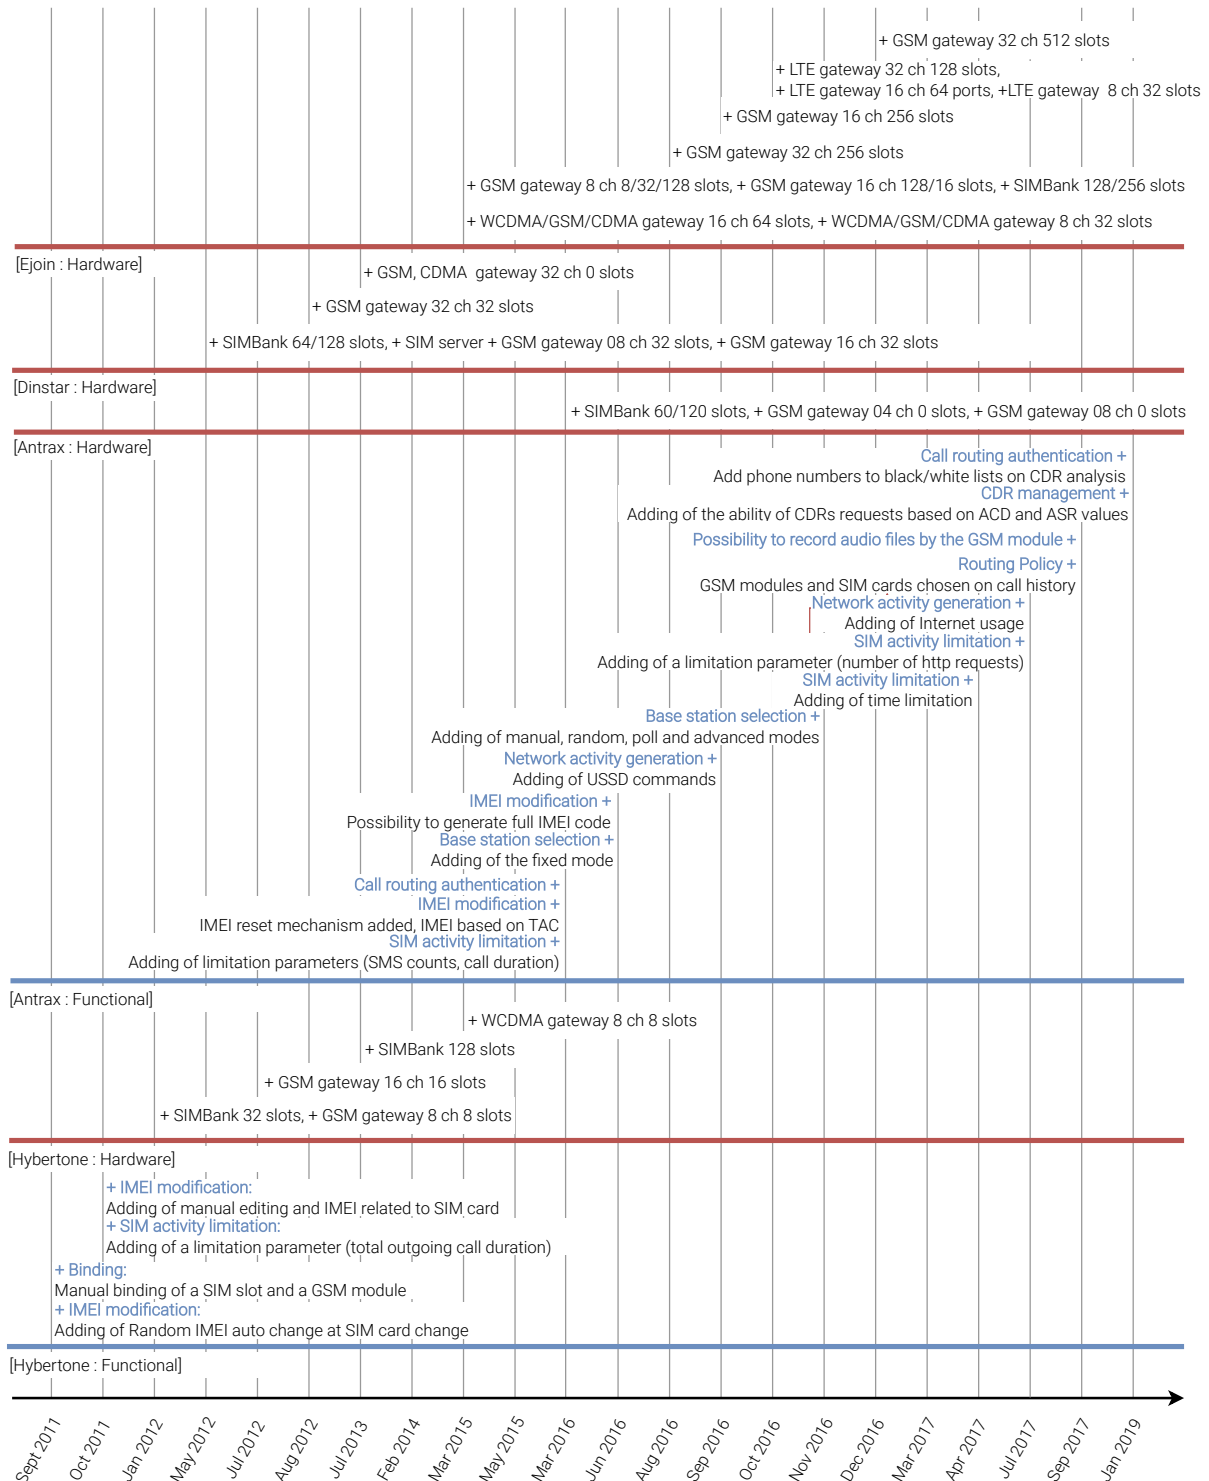 + GSM gateway 32 ch 512 slots
+ LTE gateway 32 ch 128 slots,
+ LTE gateway 16 ch 64 ports, +LTE gateway 8 ch 32 slots
+ GSM gateway 16 ch 256 slots
+ GSM gateway 32 ch 256 slots
+ GSM gateway 8 ch 8/32/128 slots, + GSM gateway 16 ch 128/16 slots, + SIMBank 128/256 slots
+ WCDMA/GSM/CDMA gateway 16 ch 64 slots, + WCDMA/GSM/CDMA gateway 8 ch 32 slots
[Ejoin : Hardware]
+ GSM, CDMA gateway 32 ch 0 slots
+ GSM gateway 32 ch 32 slots
+ SIMBank 64/128 slots, + SIM server + GSM gateway 08 ch 32 slots, + GSM gateway 16 ch 32 slots
[Dinstar : Hardware]
+ SIMBank 60/120 slots, + GSM gateway 04 ch 0 slots, + GSM gateway 08 ch 0 slots
[Antrax : Hardware]
Call routing authentication +
Add phone numbers to black/white lists on CDR analysis
CDR management +
Adding of the ability of CDRs requests based on ACD and ASR values
Possibility to record audio files by the GSM module +
Routing Policy +
GSM modules and SIM cards chosen on call history
Network activity generation +
Adding of Internet usage
SIM activity limitation +
Adding of a limitation parameter (number of http requests)
SIM activity limitation +
Adding of time limitation
Base station selection +
Adding of manual, random, poll and advanced modes
Network activity generation +
Adding of USSD commands
IMEI modification +
Possibility to generate full IMEI code
Base station selection +
Adding of the fixed mode
Call routing authentication +
IMEI modification +
IMEI reset mechanism added, IMEI based on TAC
SIM activity limitation +
Adding of limitation parameters (SMS counts, call duration)
[Antrax : Functional]
+ WCDMA gateway 8 ch 8 slots
+ SIMBank 128 slots
+ GSM gateway 16 ch 16 slots
+ SIMBank 32 slots, + GSM gateway 8 ch 8 slots
[Hybertone : Hardware]
+ IMEI modification:
Adding of manual editing and IMEI related to SIM card
+ SIM activity limitation:
Adding of a limitation parameter (total outgoing call duration)
+ Binding:
Manual binding of a SIM slot and a GSM module
+ IMEI modification:
Adding of Random IMEI auto change at SIM card change
[Hybertone : Functional]
Sept 2011
Oct 2011
Jan 2012
May 2012
Jul 2012
Aug 2012
Jul 2013
Feb 2014
Mar 2015
May 2015
Mar 2016
Jun 2016
Aug 2016
Sep 2016
Oct 2016
Nov 2016
Dec 2016
Mar 2017
Apr 2017
Jul 2017
Sep 2017
Jan 2019